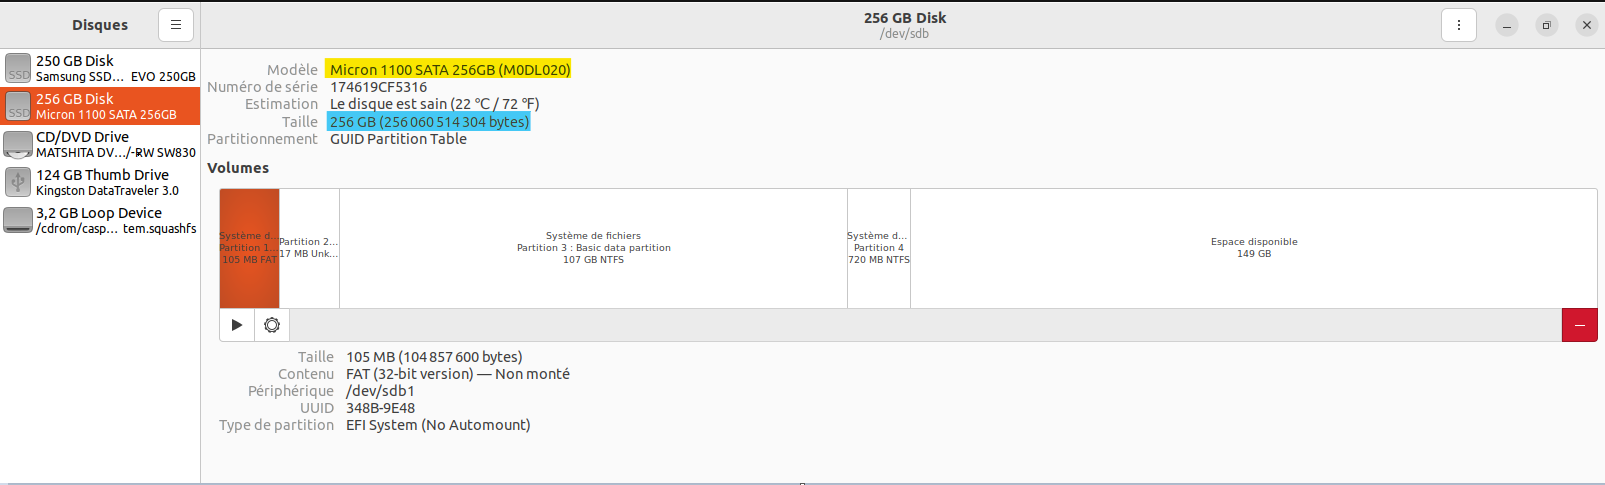 Disques
256 GB Disk
/dev/sdb
250 GB Disk
Samsung SSD… EVO 250GB
256 GB Disk
Micron 1100 SATA 256GB
CD/DVD Drive
MATSHITA DV…/-RW SW830
124 GB Thumb Drive
Kingston DataTraveler 3.0
3,2 GB Loop Device
/cdrom/casp… tem.squashfs
SSD
SSD
Modèle Micron 1100 SATA 256GB (M0DL020)
Numéro de série 174619CF5316
Estimation Le disque est sain (22 °C / 72 °F)
Taille 256 GB (256 060 514 304 bytes)
Partitionnement GUID Partition Table
Volumes
Système d…
Partition 1…
105 MB FAT
Partition 2…
17 MB Unk…
Système de fichiers
Partition 3 : Basic data partition
107 GB NTFS
Système d…
Partition 4
720 MB NTFS
Espace disponible
149 GB
Taille 105 MB (104 857 600 bytes)
Contenu FAT (32-bit version) — Non monté
Périphérique /dev/sdb1
UUID 348B-9E48
Type de partition EFI System (No Automount)